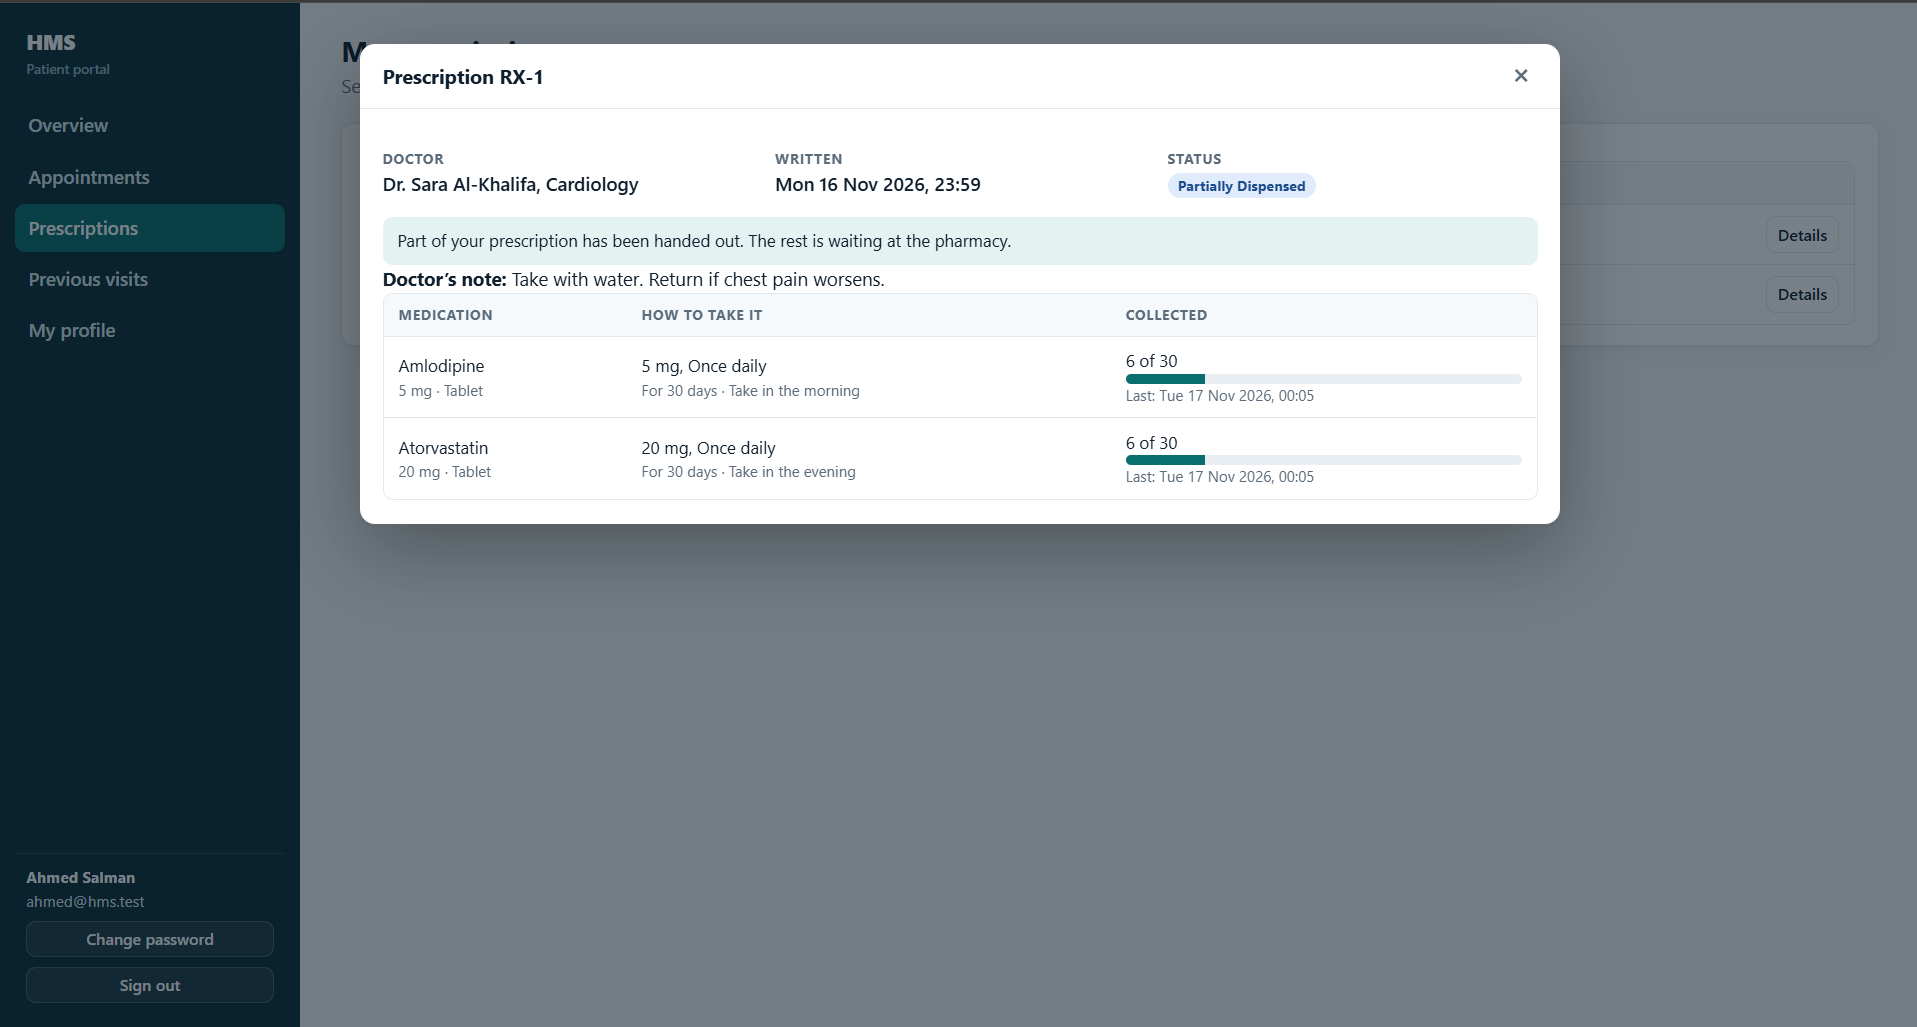 HMS
Patient portal
Overview
Appointments
Prescriptions
Previous visits
My profile
Ahmed Salman
ahmed@hms.test
Change password
Sign out
Prescription RX-1
×
DOCTOR
Dr. Sara Al-Khalifa, Cardiology
WRITTEN
Mon 16 Nov 2026, 23:59
STATUS
Partially Dispensed
Part of your prescription has been handed out. The rest is waiting at the pharmacy.
Doctor’s note: Take with water. Return if chest pain worsens.
MEDICATION HOW TO TAKE IT COLLECTED
Amlodipine
5 mg · Tablet
5 mg, Once daily
For 30 days · Take in the morning
6 of 30
Last: Tue 17 Nov 2026, 00:05
Atorvastatin
20 mg · Tablet
20 mg, Once daily
For 30 days · Take in the evening
6 of 30
Last: Tue 17 Nov 2026, 00:05
Details
Details